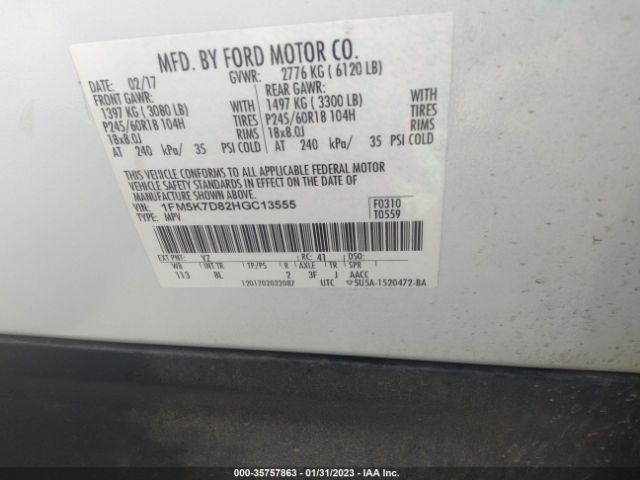 MFD. BY FORD MOTOR CO.
DATE: 02/17 GVWR: 2776 KG ( 6120 LB)
FRONT GAWR: REAR GAWR:
1397 KG ( 3080 LB) WITH 1497 KG ( 3300 LB) WITH
P245/60R18 104H TIRES P245/60R18 104H TIRES
18x8.0J RIMS 18x8.0J RIMS
AT 240 kPa/ 35 PSI COLD AT 240 kPa/ 35 PSI COLD
THIS VEHICLE CONFORMS TO ALL APPLICABLE FEDERAL MOTOR
VEHICLE SAFETY STANDARDS IN EFFECT ON THE DATE OF
MANUFACTURE SHOWN ABOVE.
VIN: 1FM5K7D82HGC13555 F0310
TYPE: MPV T0559
EXT PNT: YZ RC: 41 DSO:
WB INT TR TP/PS R AXLE TR SPR
113 8L 2 3F J AACC
1201702022087 UTC 5U5A-1520472-BA
000-35757863 - 01/31/2023 - IAA Inc.